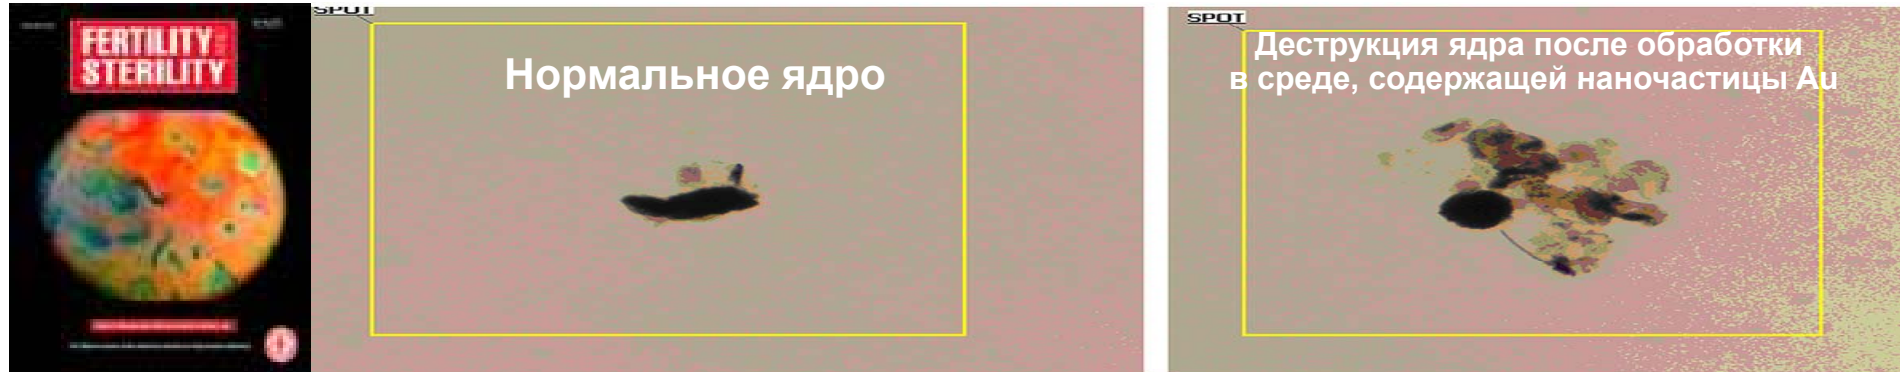 FERTILITY
STERILITY
SPOT
Нормальное ядро
SPOT
Деструкция ядра после обработки
в среде, содержащей наночастицы Au